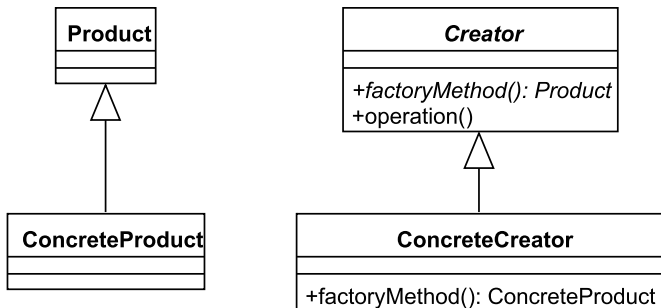 Product
Creator
+factoryMethod(): Product
+operation()
ConcreteProduct
ConcreteCreator
+factoryMethod(): ConcreteProduct